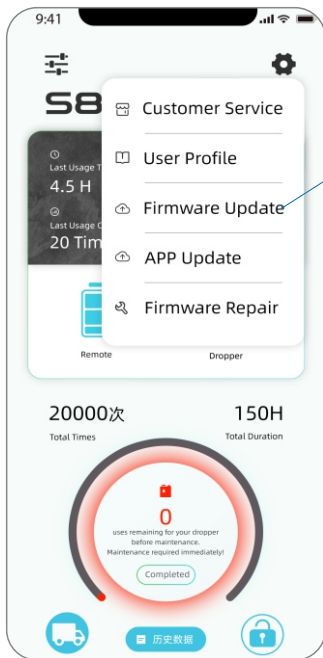 9:41
S8
Customer Service
User Profile
Firmware Update
APP Update
Firmware Repair
Last Usage T
4.5 H
Last Usage
20 Tim
Remote
Dropper
20000次
150H
Total Times
Total Duration
0
uses remaining for your dropper
before maintenance.
Maintenance required immediately!
Completed
历史数据